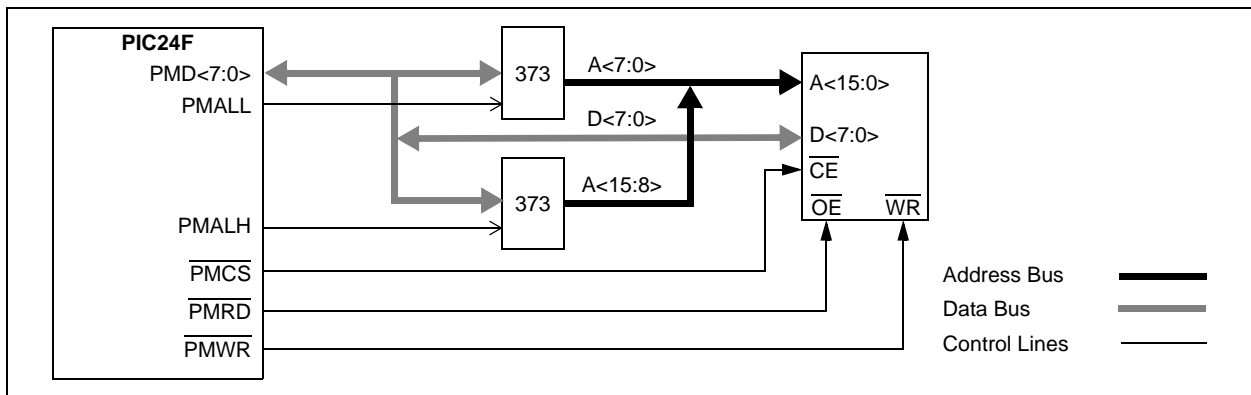 PIC24F
PMD<7:0>
PMALL
373
A<7:0>
A<15:0>
D<7:0>
D<7:0>
CE
373
A<15:8>
OE WR
PMALH
PMCS
PMRD
PMWR
Address Bus
Data Bus
Control Lines